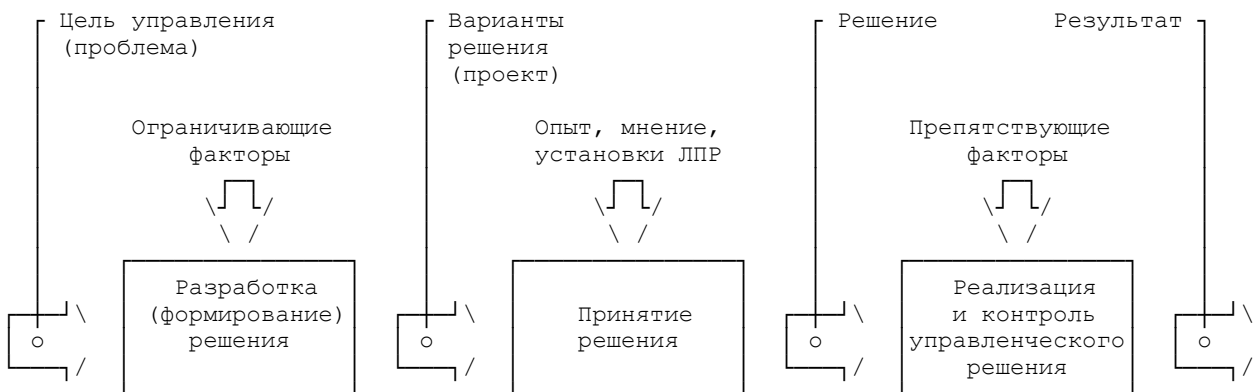 Цель управления
(проблема)
Варианты
решения
(проект)
Решение
Результат
Ограничивающие
факторы
Опыт, мнение,
установки ЛПР
Препятствующие
факторы
Разработка
(формирование)
решения
Принятие
решения
Реализация
и контроль
управленческого
решения